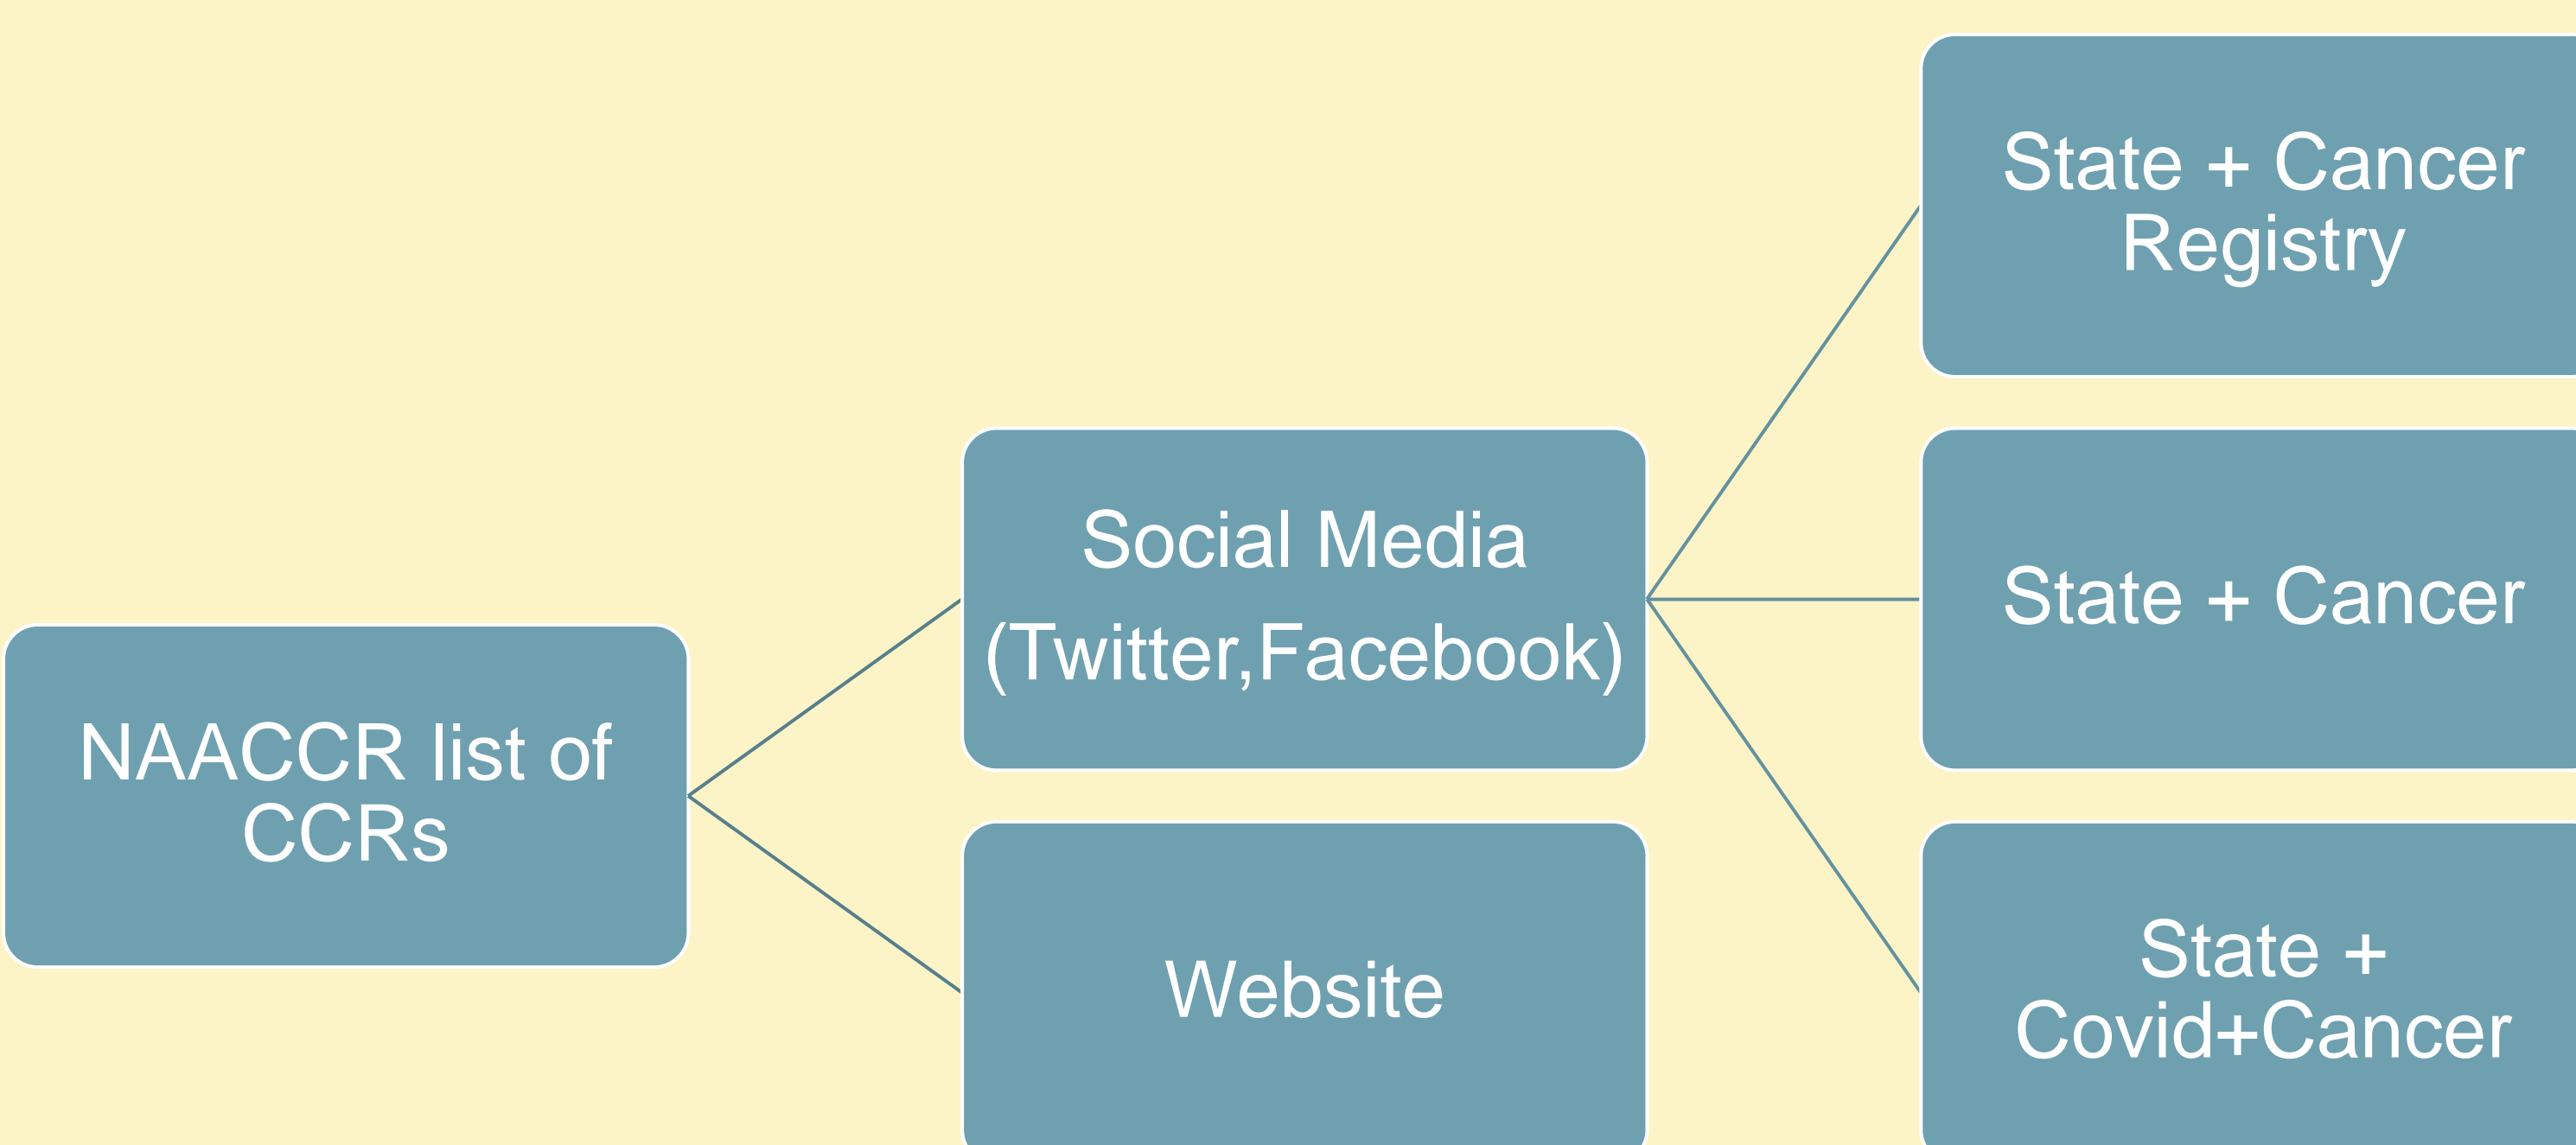 NAACCR list of
CCRs
Social Media
(Twitter,Facebook)
Website
State + Cancer
Registry
State + Cancer
State +
Covid+Cancer